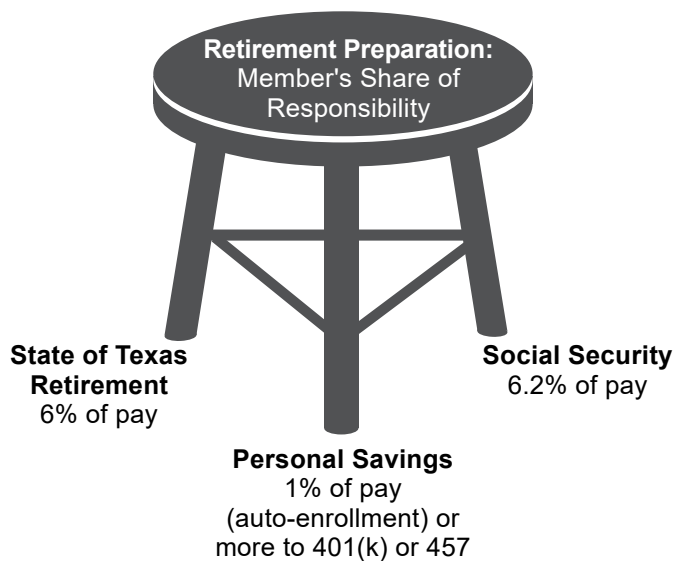 Retirement Preparation:
Member's Share of
Responsibility
State of Texas
Retirement
6% of pay
Social Security
6.2% of pay
Personal Savings
1% of pay
(auto-enrollment) or
more to 401(k) or 457